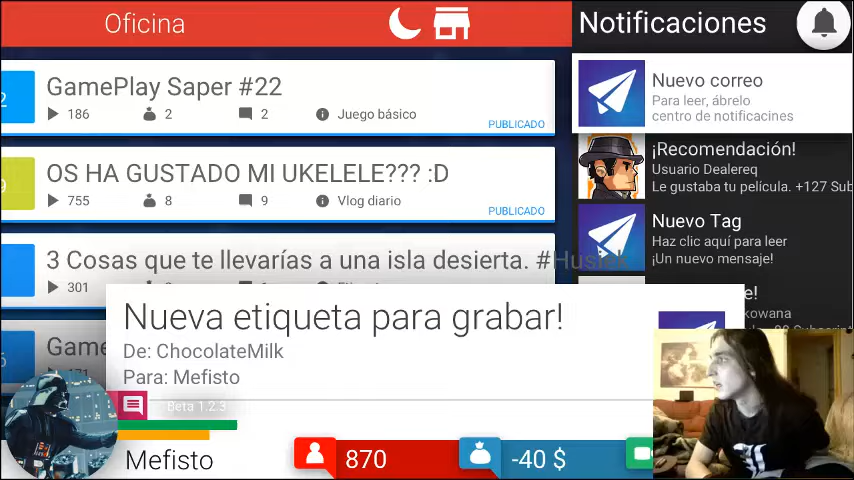 Oficina
Notificaciones
GamePlay Saper #22
186 2 2 Juego básico
PUBLICADO
OS HA GUSTADO MI UKELELE??? :D
755 8 9 Vlog diario
PUBLICADO
3 Cosas que te llevarías a una isla desierta. #Husiek
301
Game
Nuevo correo
Para leer, ábrelo
centro de notificacines
¡Recomendación!
Usuario Dealereq
Le gustaba tu película. +127 Sub
Nuevo Tag
Haz clic aquí para leer
¡Un nuevo mensaje!
e!
kowana
Nueva etiqueta para grabar!
De: ChocolateMilk
Para: Mefisto
Beta 1.2.3
Mefisto
870
-40 $